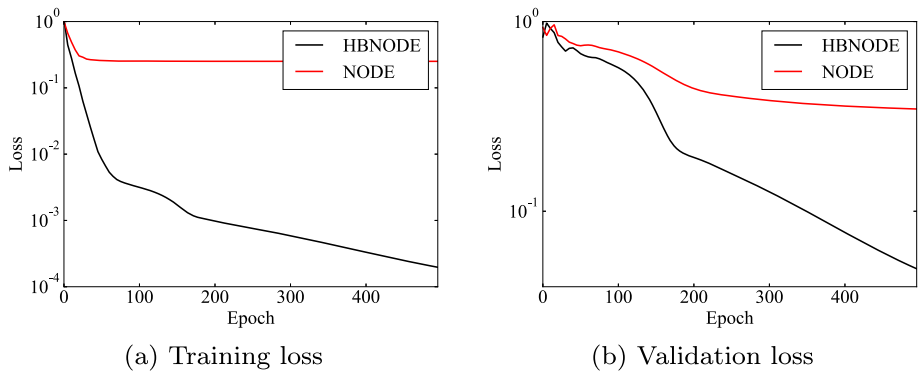 10^0
10^-1
10^-2
10^-3
10^-4
Loss
0
100
200
300
400
Epoch
HBNODE
NODE
(a) Training loss
10^0
10^-1
Loss
0
100
200
300
400
Epoch
HBNODE
NODE
(b) Validation loss